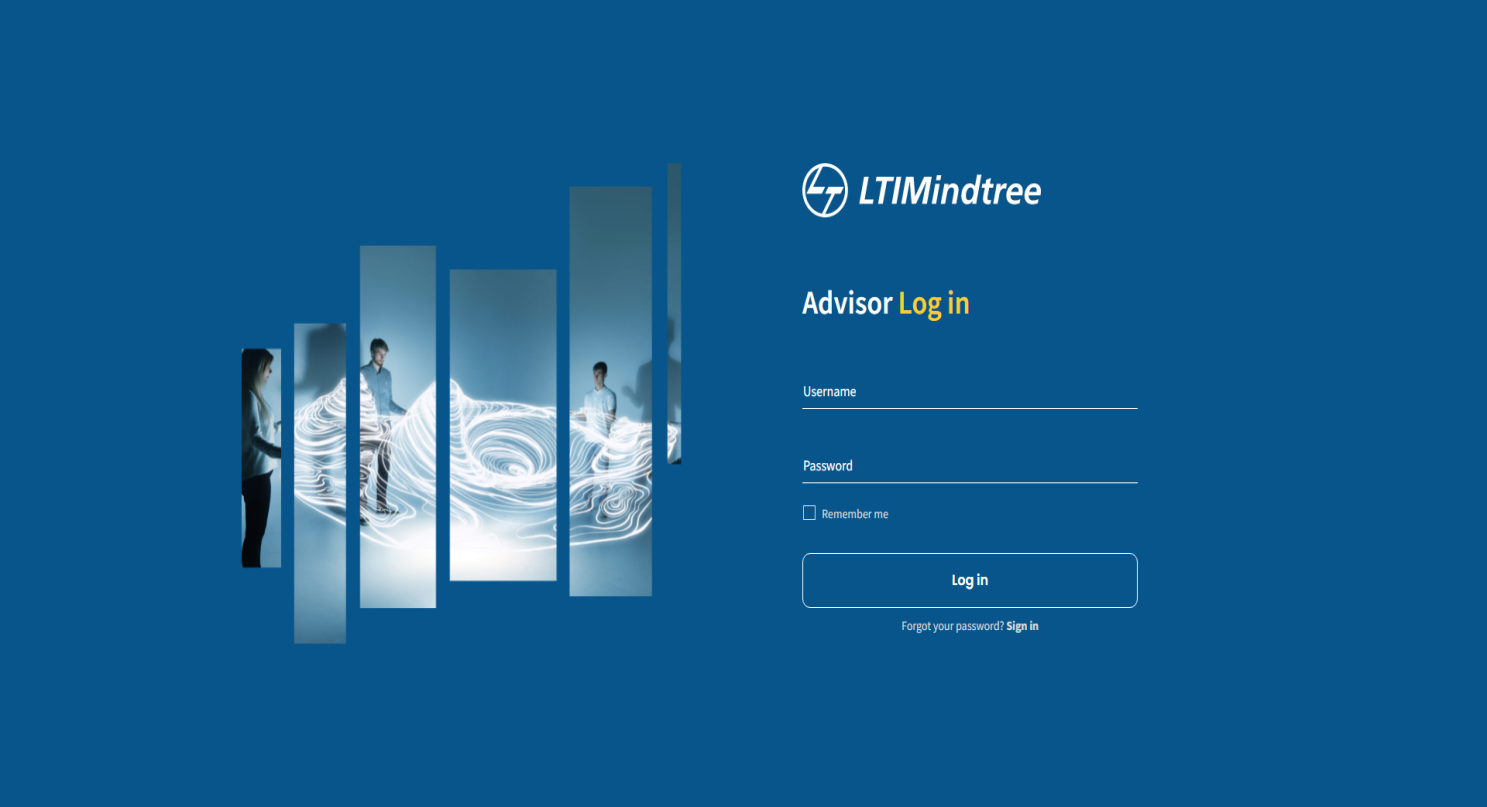 LTIMindtree
Advisor Log in
Username
Password
Remember me
Log in
Forgot your password? Sign in